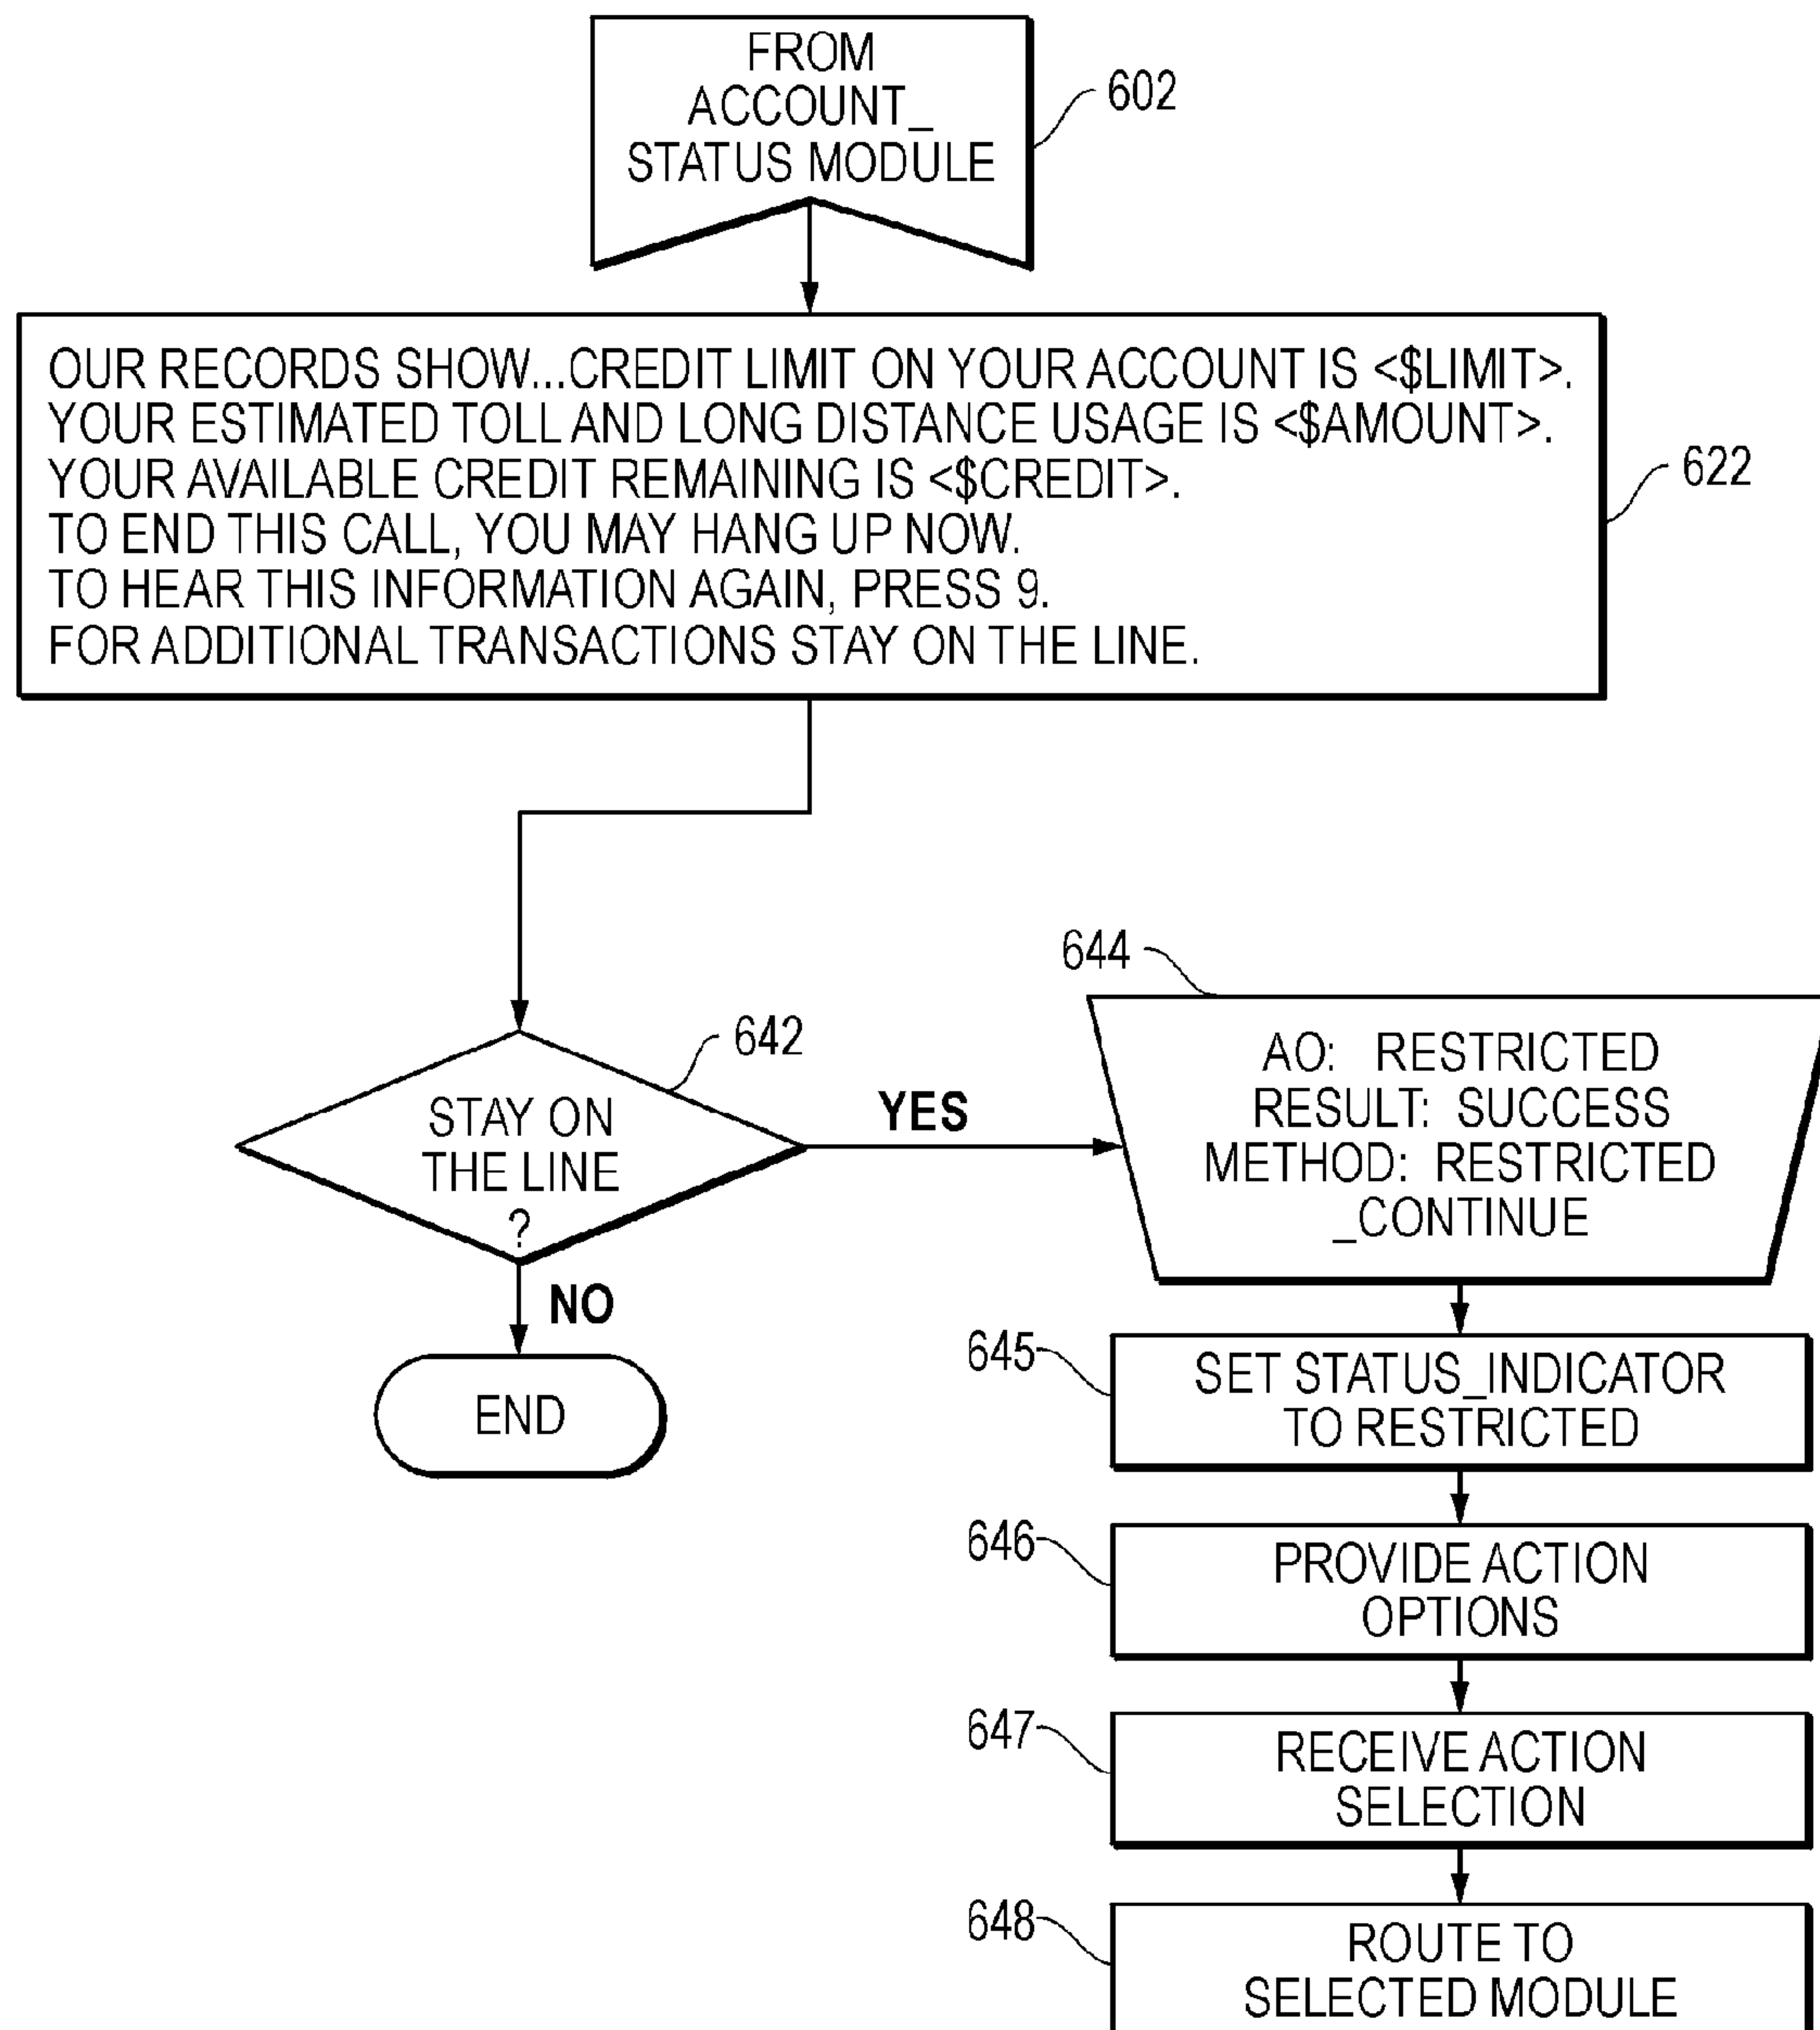 FROM
ACCOUNT_
STATUS MODULE
602
OUR RECORDS SHOW...CREDIT LIMIT ON YOUR ACCOUNT IS <$LIMIT>.
YOUR ESTIMATED TOLL AND LONG DISTANCE USAGE IS <$AMOUNT>.
YOUR AVAILABLE CREDIT REMAINING IS <$CREDIT>.
TO END THIS CALL, YOU MAY HANG UP NOW.
TO HEAR THIS INFORMATION AGAIN, PRESS 9.
FOR ADDITIONAL TRANSACTIONS STAY ON THE LINE.
622
642
STAY ON
THE LINE
?
YES
NO
END
644
AO: RESTRICTED
RESULT: SUCCESS
METHOD: RESTRICTED
_CONTINUE
645
SET STATUS_INDICATOR
TO RESTRICTED
646
PROVIDE ACTION
OPTIONS
647
RECEIVE ACTION
SELECTION
648
ROUTE TO
SELECTED MODULE